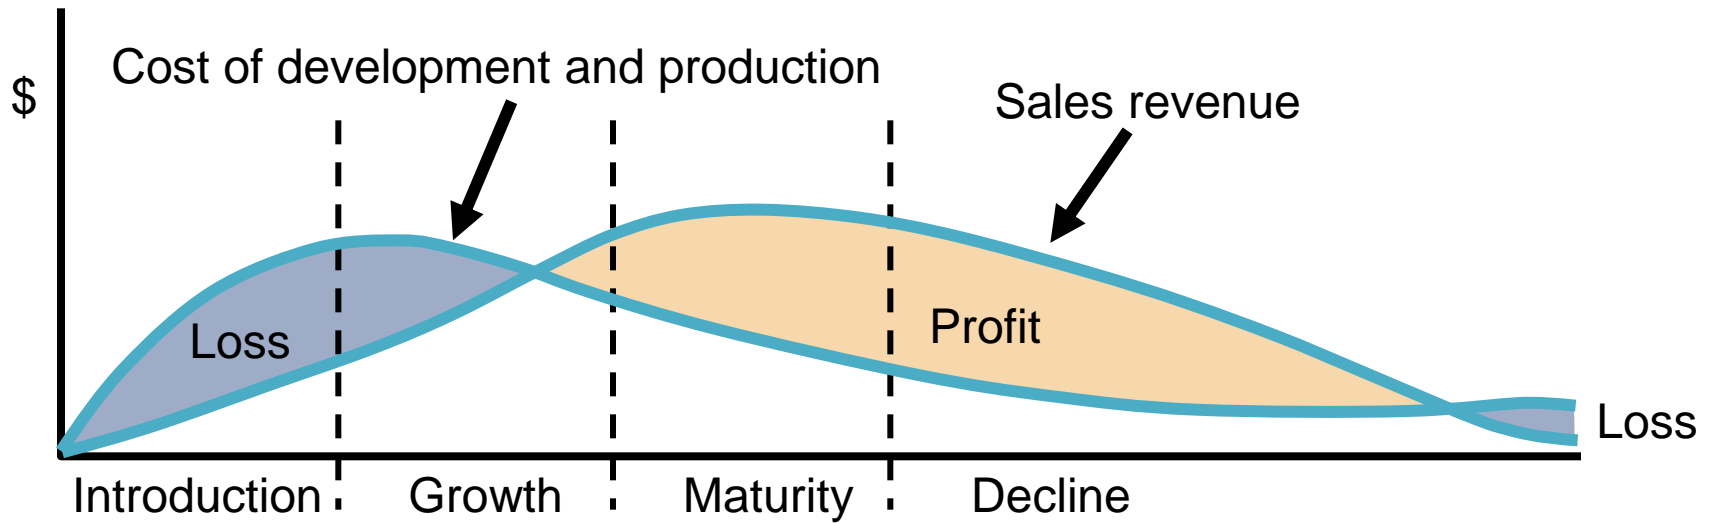 Cost of development and production
$
Sales revenue
Loss
Profit
Loss
Introduction
Growth
Maturity
Decline